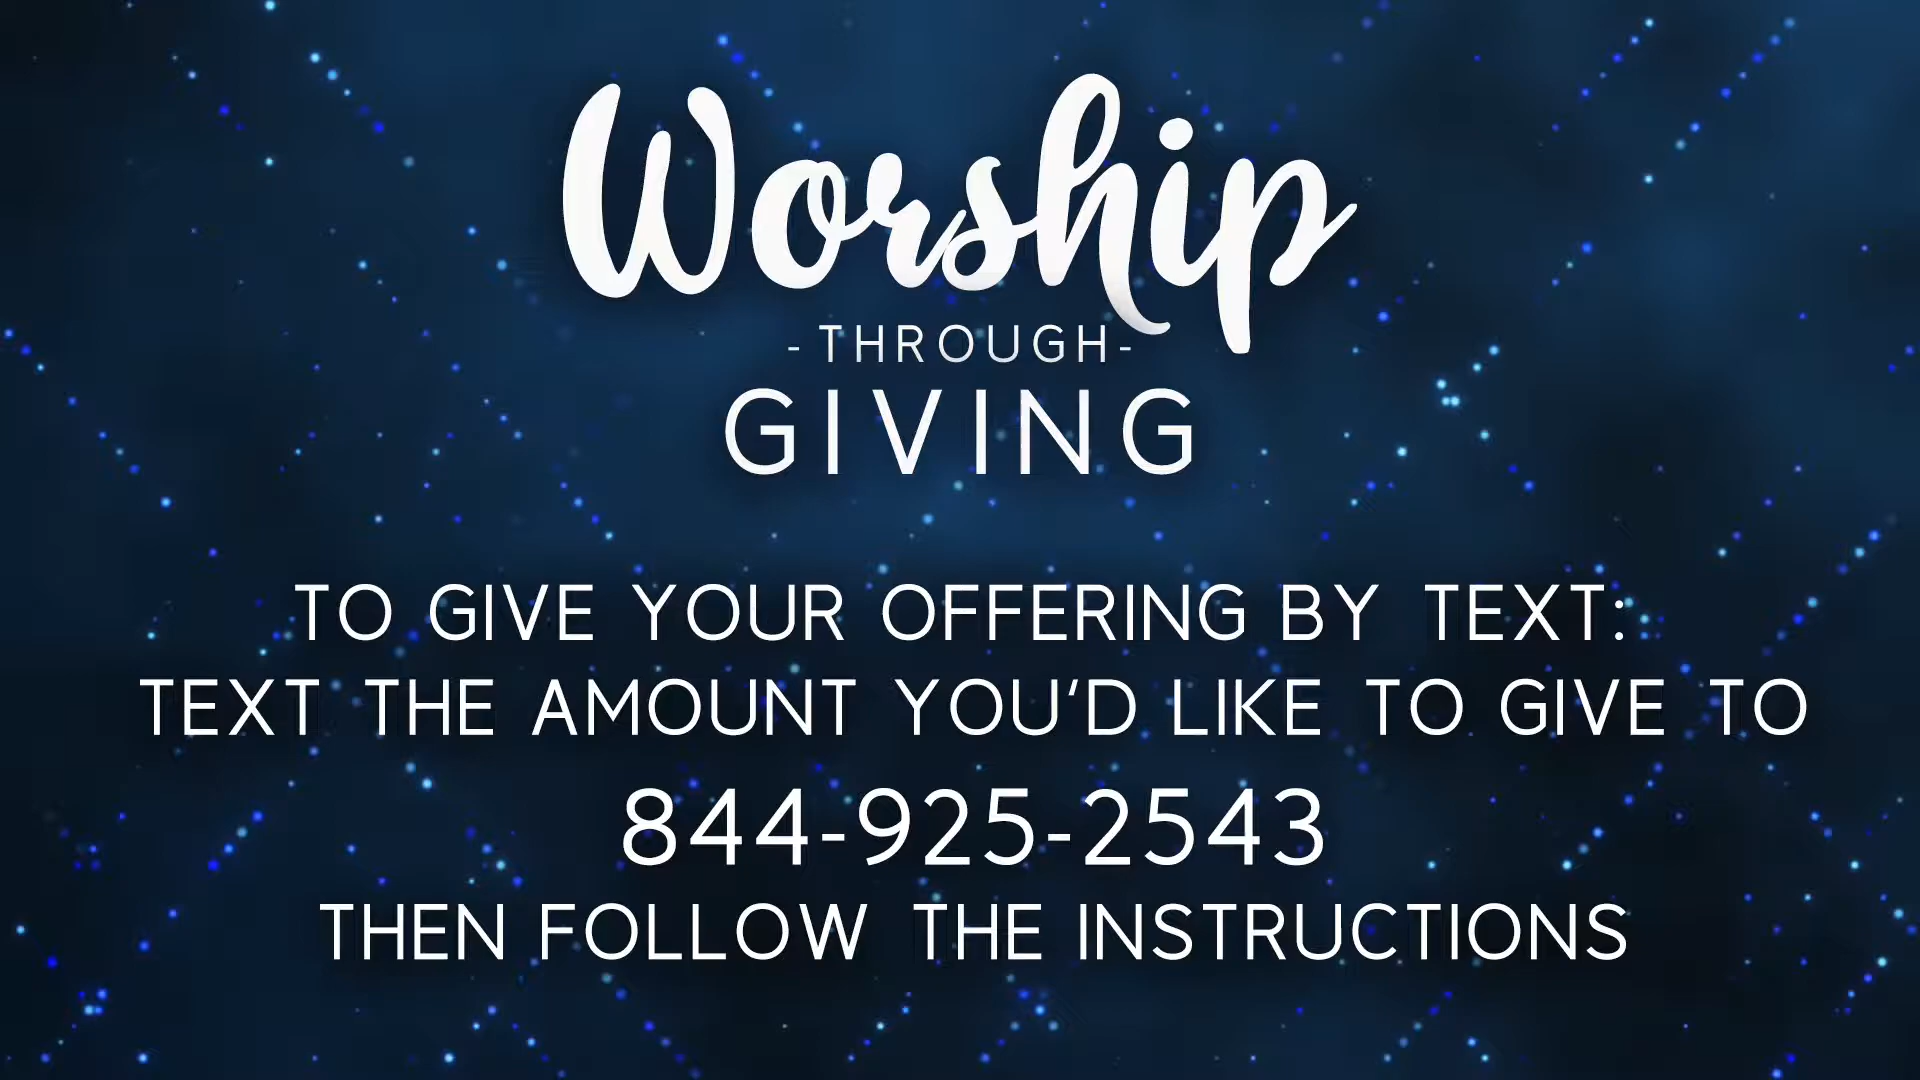 Worship
- THROUGH -
GIVING
TO GIVE YOUR OFFERING BY TEXT:
TEXT THE AMOUNT YOU'D LIKE TO GIVE TO
844-925-2543
THEN FOLLOW THE INSTRUCTIONS